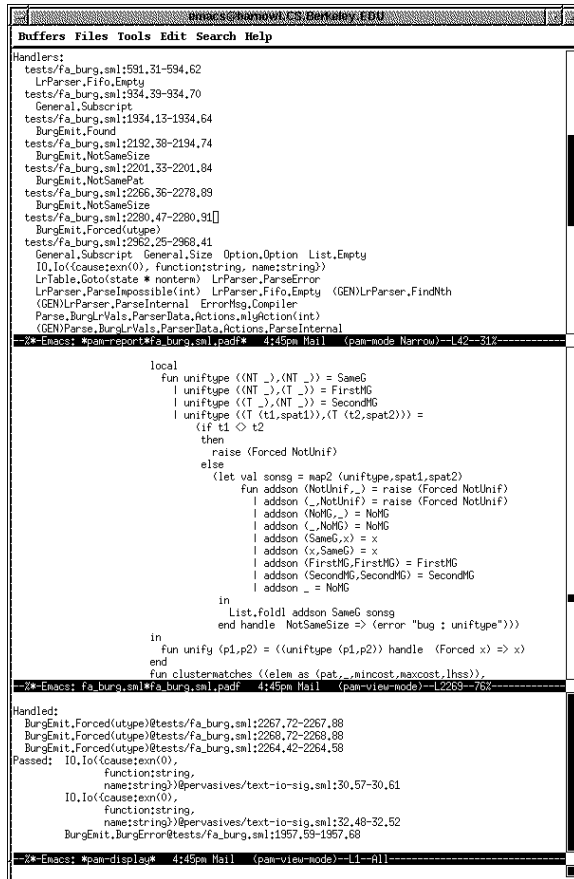 emacs@barnowl.CS.Berkeley.EDU
Buffers Files Tools Edit Search Help
Handlers:
tests/fa_burg.sml:591.31-594.62
LrParser.Fifo.Empty
tests/fa_burg.sml:934.39-934.70
General.Subscript
tests/fa_burg.sml:1934.13-1934.64
BurgEmit.Found
tests/fa_burg.sml:2192.38-2194.74
BurgEmit.NotSameSize
tests/fa_burg.sml:2201.33-2201.84
BurgEmit.NotSamePat
tests/fa_burg.sml:2266.36-2278.89
BurgEmit.NotSameSize
tests/fa_burg.sml:2280.47-2280.91
BurgEmit.Forced(utype)
tests/fa_burg.sml:2962.25-2968.41
General.Subscript General.Size Option.Option List.Empty
IO.Io({cause:exn(0), function:string, name:string})
LrTable.Goto(state * nonterm) LrParser.ParseError
LrParser.ParseImpossible(int) LrParser.Fifo.Empty (GEN)LrParser.FindNth
(GEN)LrParser.ParseInternal ErrorMsg.Compiler
Parse.BurgLrVals.ParserData.Actions.mlyAction(int)
(GEN)Parse.BurgLrVals.ParserData.Actions.ParseInternal
--%*-Emacs: *pam-report*fa_burg.sml.padf* 4:45pm Mail (pam-mode Narrow)--L42--31%------------
local
fun uniftype ((NT _),(NT _)) = SameG
| uniftype ((NT _),(T _)) = FirstMG
| uniftype ((T _),(NT _)) = SecondMG
| uniftype ((T (t1,spat1)),(T (t2,spat2))) =
(if t1 <> t2
then
raise (Forced NotUnif)
else
(let val sonsg = map2 (uniftype,spat1,spat2)
fun addson (NotUnif,_) = raise (Forced NotUnif)
| addson (_,NotUnif) = raise (Forced NotUnif)
| addson (NoMG,_) = NoMG
| addson (_,NoMG) = NoMG
| addson (SameG,x) = x
| addson (x,SameG) = x
| addson (FirstMG,FirstMG) = FirstMG
| addson (SecondMG,SecondMG) = SecondMG
| addson _ = NoMG
in
List.foldl addson SameG sonsg
end handle NotSameSize => (error "bug : uniftype")))
in
fun unify (p1,p2) = ((uniftype (p1,p2)) handle (Forced x) => x)
end
fun clustermatches ((elem as (pat,_,mincost,maxcost,lhss)),
--%*-Emacs: fa_burg.sml*fa_burg.sml.padf 4:45pm Mail (pam-view-mode)--L2269--76%------------
Handled:
BurgEmit.Forced(utype)@tests/fa_burg.sml:2267.72-2267.88
BurgEmit.Forced(utype)@tests/fa_burg.sml:2268.72-2268.88
BurgEmit.Forced(utype)@tests/fa_burg.sml:2264.42-2264.58
Passed: IO.Io({cause:exn(0),
function:string,
name:string})@pervasives/text-io-sig.sml:30.57-30.61
IO.Io({cause:exn(0),
function:string,
name:string})@pervasives/text-io-sig.sml:32.48-32.52
BurgEmit.BurgError@tests/fa_burg.sml:1957.59-1957.68
--%*-Emacs: *pam-display* 4:45pm Mail (pam-view-mode)--L1--All------------